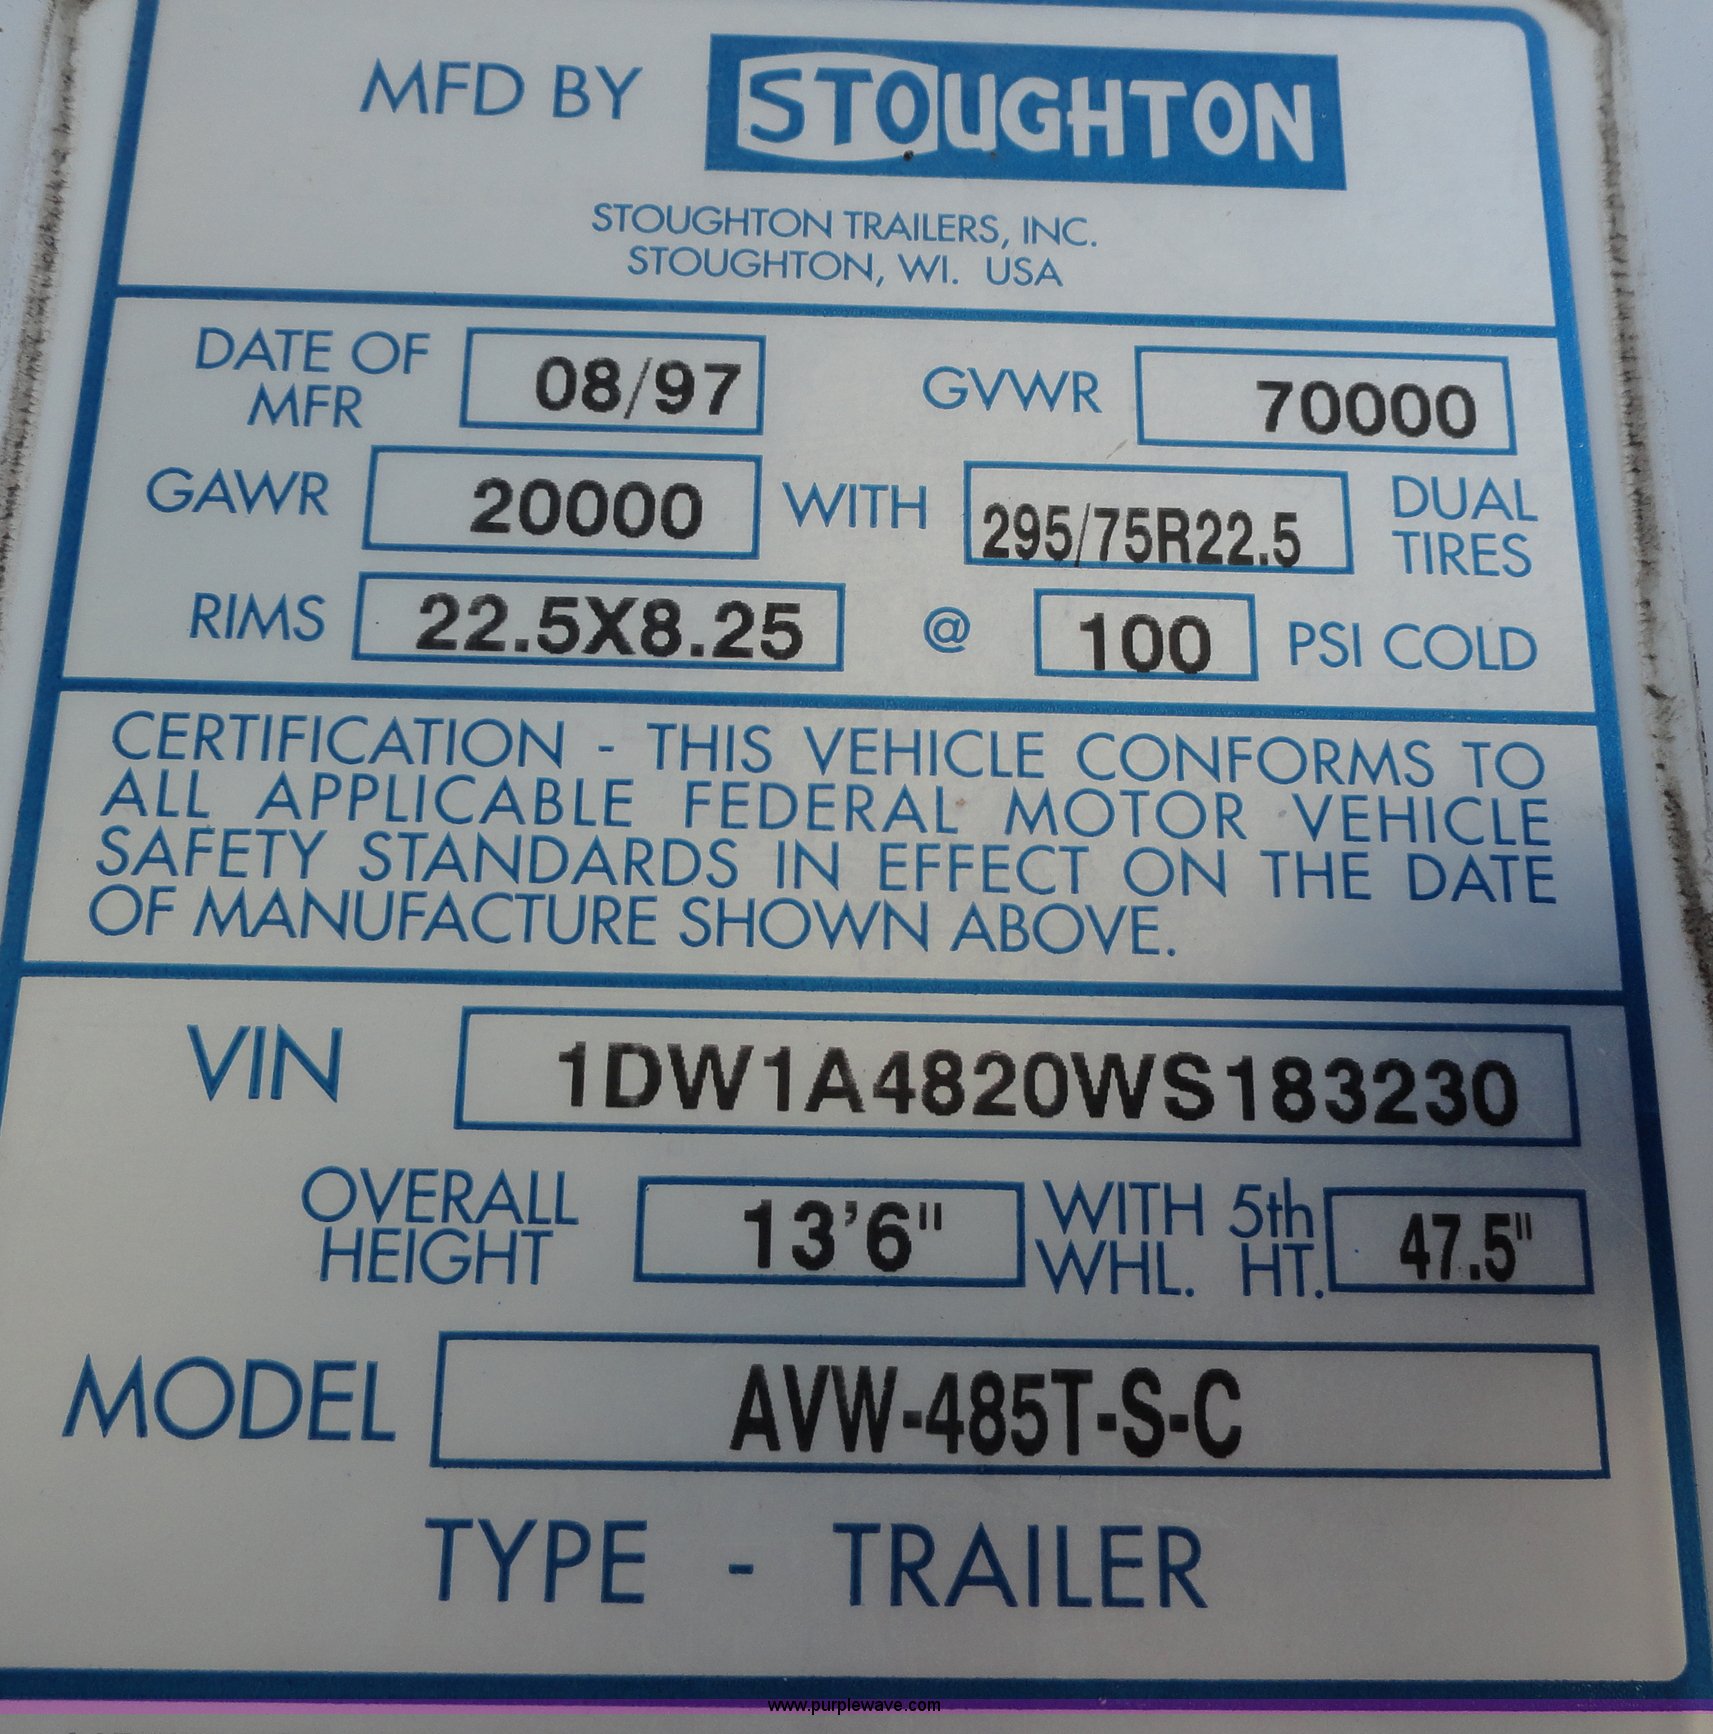 MFD BY STOUGHTON
STOUGHTON TRAILERS, INC.
STOUGHTON, WI. USA
DATE OF MFR 08/97 GVWR 70000
GAWR 20000 WITH 295/75R22.5 DUAL TIRES
RIMS 22.5X8.25 @ 100 PSI COLD
CERTIFICATION - THIS VEHICLE CONFORMS TO
ALL APPLICABLE FEDERAL MOTOR VEHICLE
SAFETY STANDARDS IN EFFECT ON THE DATE
OF MANUFACTURE SHOWN ABOVE.
VIN 1DW1A4820WS183230
OVERALL HEIGHT 13'6" WITH 5th WHL. HT. 47.5"
MODEL AVW-485T-S-C
TYPE - TRAILER
www.purplewave.com